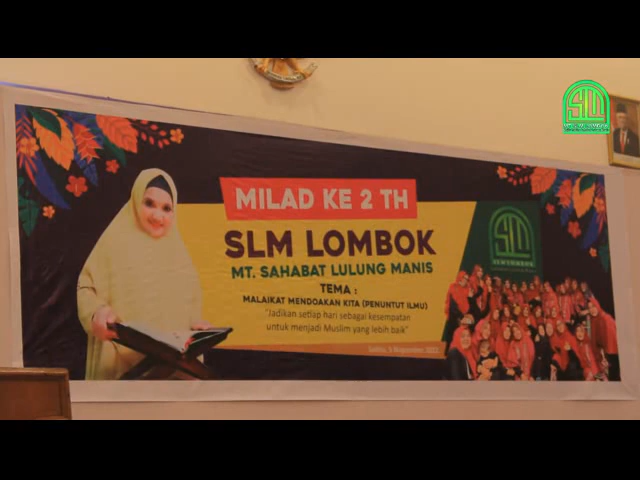 SLM
MILAD KE 2 TH
SLM LOMBOK
MT. SAHABAT LULUNG MANIS
TEMA :
MALAIKAT MENDOAKAN KITA (PENUNTUT ILMU)
"Jadikan setiap hari sebagai kesempatan
untuk menjadi Muslim yang lebih baik"
SLM